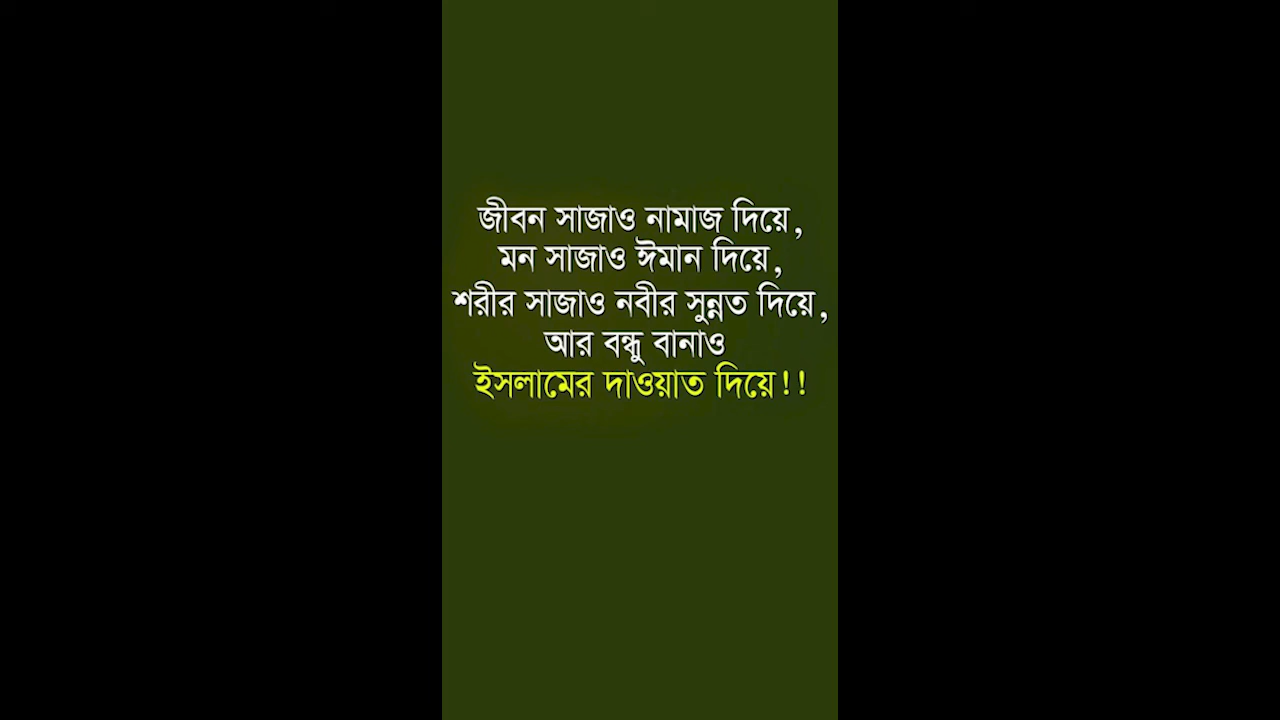 জীবন সাজাও নামাজ দিয়ে,
মন সাজাও ঈমান দিয়ে,
শরীর সাজাও নবীর সুন্নত দিয়ে,
আর বন্ধু বানাও
ইসলামের দাওয়াত দিয়ে!!